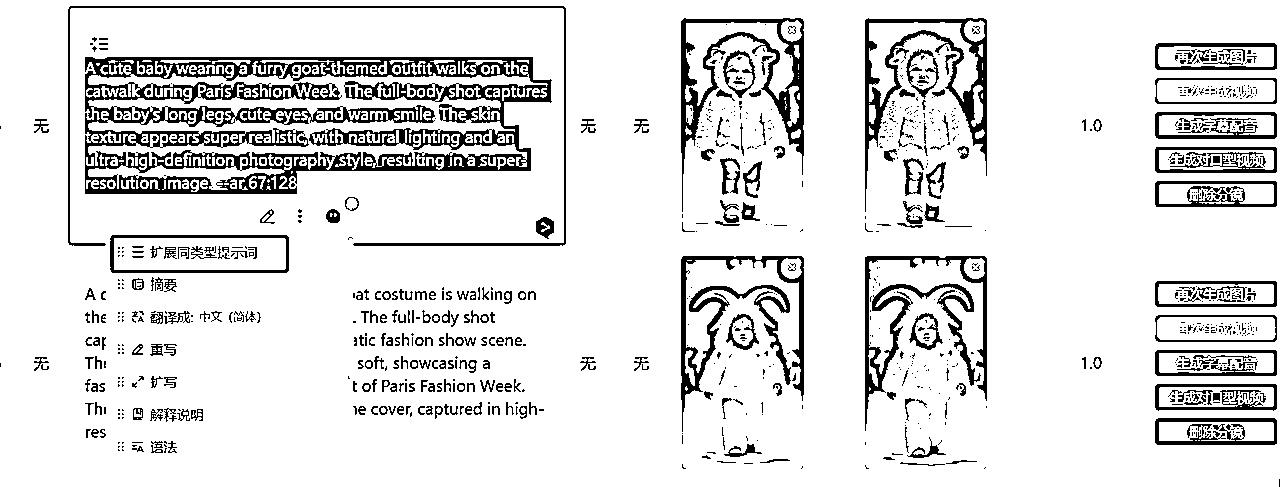 无
A cute baby wearing a furry goat-themed outfit walks on the
catwalk during Paris Fashion Week. The full-body shot captures
the baby's long legs, cute eyes, and warm smile. The skin
texture appears super realistic, with natural lighting and an
ultra-high-definition photography style, resulting in a super-
resolution image. --ar 67:128
无
无
1.0
再次生成图片
再次生成视频
生成字幕配音
生成对口型视频
删除分镜
扩展同类型提示词
摘要
翻译成: 中文 (简体)
重写
扩写
解释说明
语法
无
A c
oat costume is walking on
the
. The full-body shot
cap
atic fashion show scene.
The
soft, showcasing a
fas
t of Paris Fashion Week.
Thi
he cover, captured in high-
res
无
无
1.0
再次生成图片
再次生成视频
生成字幕配音
生成对口型视频
删除分镜